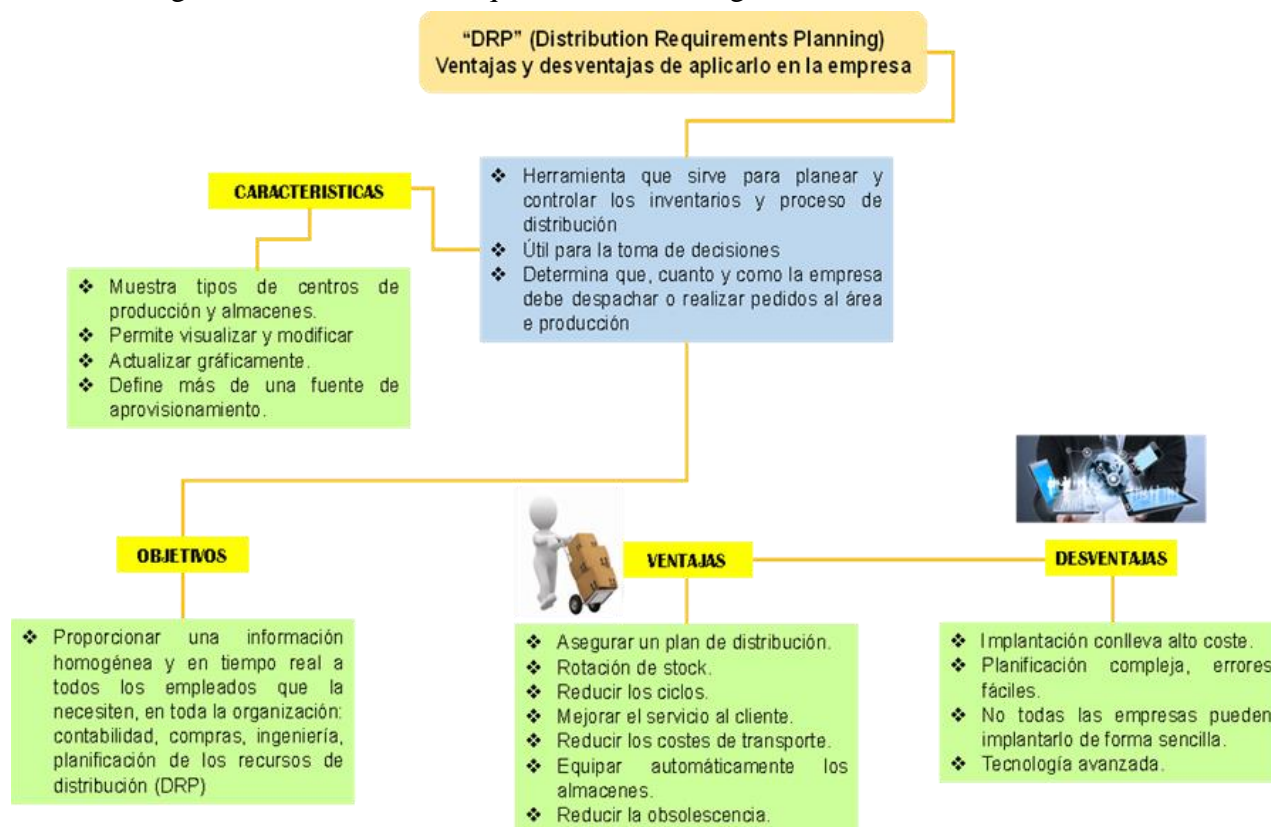 “DRP” (Distribution Requirements Planning)
Ventajas y desventajas de aplicarlo en la empresa
CARACTERISTICAS
❖ Herramienta que sirve para planear y
controlar los inventarios y proceso de
distribución
❖ Útil para la toma de decisiones
❖ Determina que, cuanto y como la empresa
debe despachar o realizar pedidos al área
e producción
❖ Muestra tipos de centros de
producción y almacenes.
❖ Permite visualizar y modificar
❖ Actualizar gráficamente.
❖ Define más de una fuente de
aprovisionamiento.
OBJETIVOS
❖ Proporcionar una información
homogénea y en tiempo real a
todos los empleados que la
necesiten, en toda la organización:
contabilidad, compras, ingeniería,
planificación de los recursos de
distribución (DRP)
VENTAJAS
❖ Asegurar un plan de distribución.
❖ Rotación de stock.
❖ Reducir los ciclos.
❖ Mejorar el servicio al cliente.
❖ Reducir los costes de transporte.
❖ Equipar automáticamente los
almacenes.
❖ Reducir la obsolescencia.
DESVENTAJAS
❖ Implantación conlleva alto coste.
❖ Planificación compleja, errores
fáciles.
❖ No todas las empresas pueden
implantarlo de forma sencilla.
❖ Tecnología avanzada.